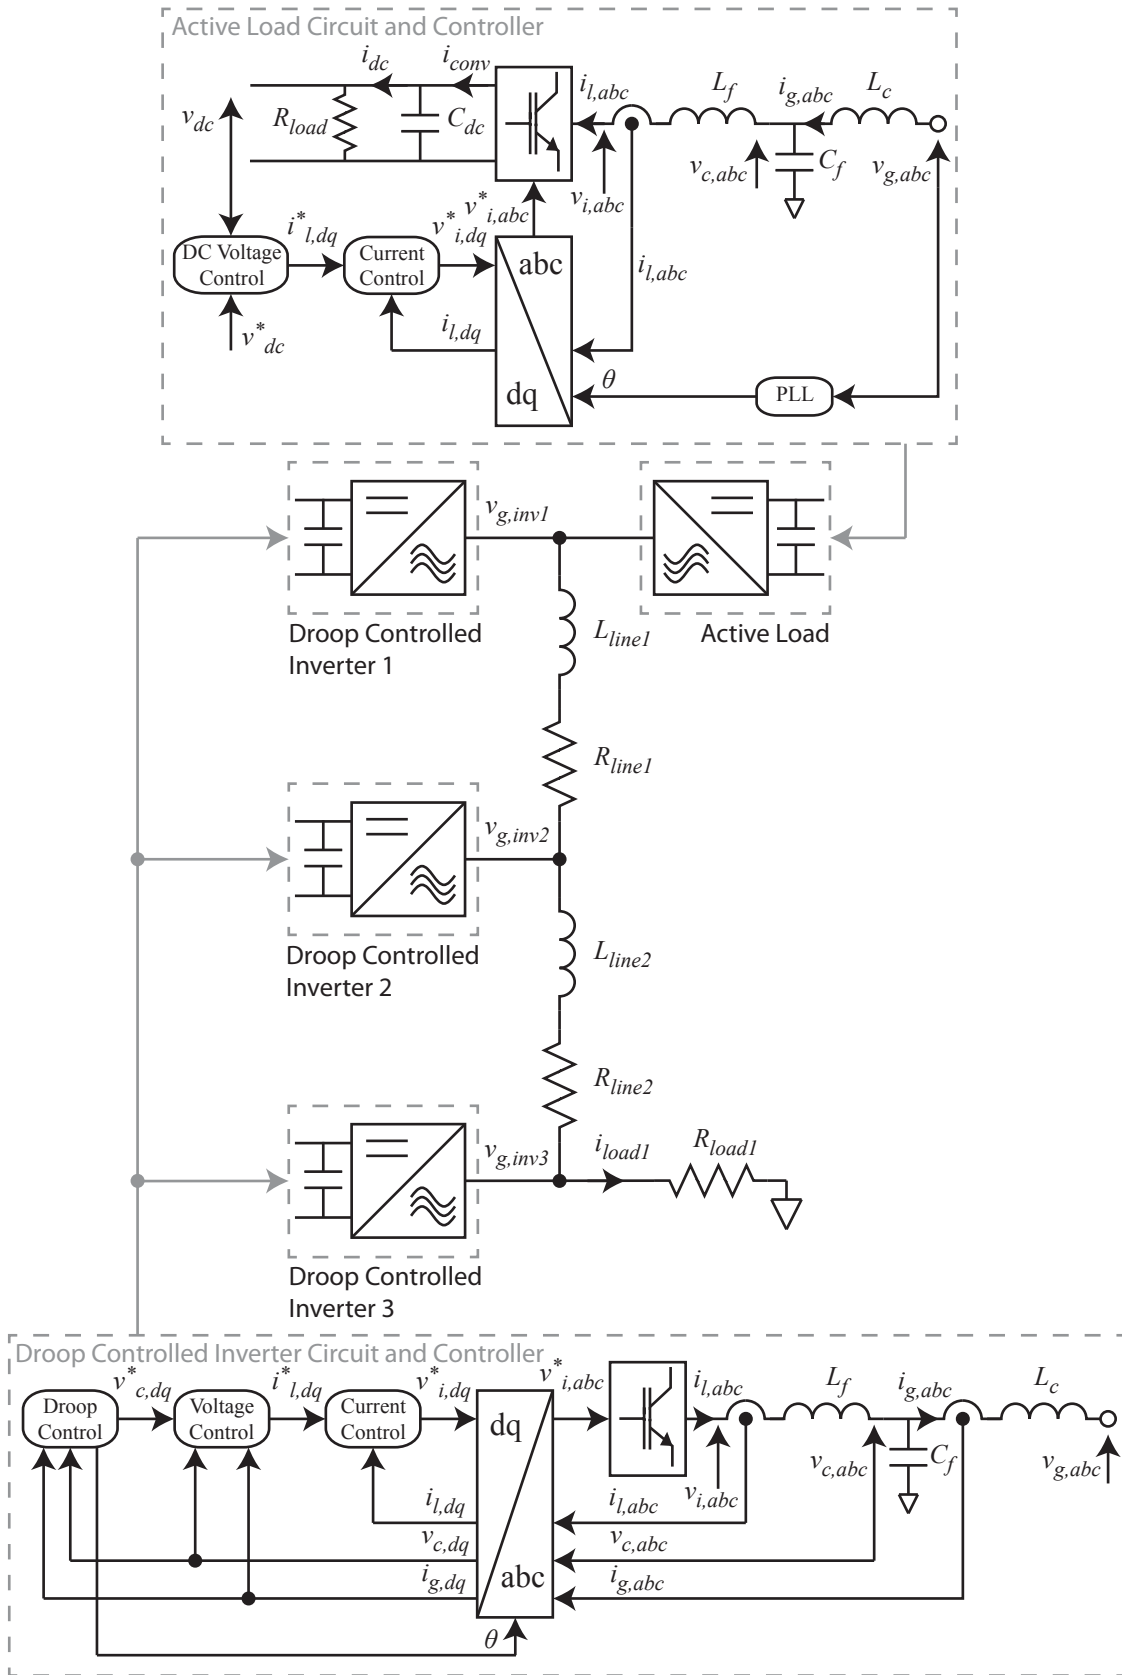 Active Load Circuit and Controller
i_dc
i_conv
i_l,abc
L_f
i_g,abc
L_c
v_dc
R_load
C_dc
v_c,abc
C_f
v_g,abc
v_i,abc
i*_l,dq
v*_i,dq
v*_i,abc
DC Voltage
Control
Current
Control
abc
i_l,abc
v*_dc
i_l,dq
dq
θ
PLL
v_g,inv1
Droop Controlled
Inverter 1
L_line1
Active Load
R_line1
v_g,inv2
Droop Controlled
Inverter 2
L_line2
R_line2
v_g,inv3
i_load1
R_load1
Droop Controlled
Inverter 3
Droop Controlled Inverter Circuit and Controller
v*_c,dq
i*_l,dq
v*_i,dq
v*_i,abc
i_l,abc
L_f
i_g,abc
L_c
Droop
Control
Voltage
Control
Current
Control
dq
v_c,abc
C_f
v_g,abc
v_i,abc
i_l,dq
i_l,abc
v_c,dq
v_c,abc
i_g,dq
abc
i_g,abc
θ